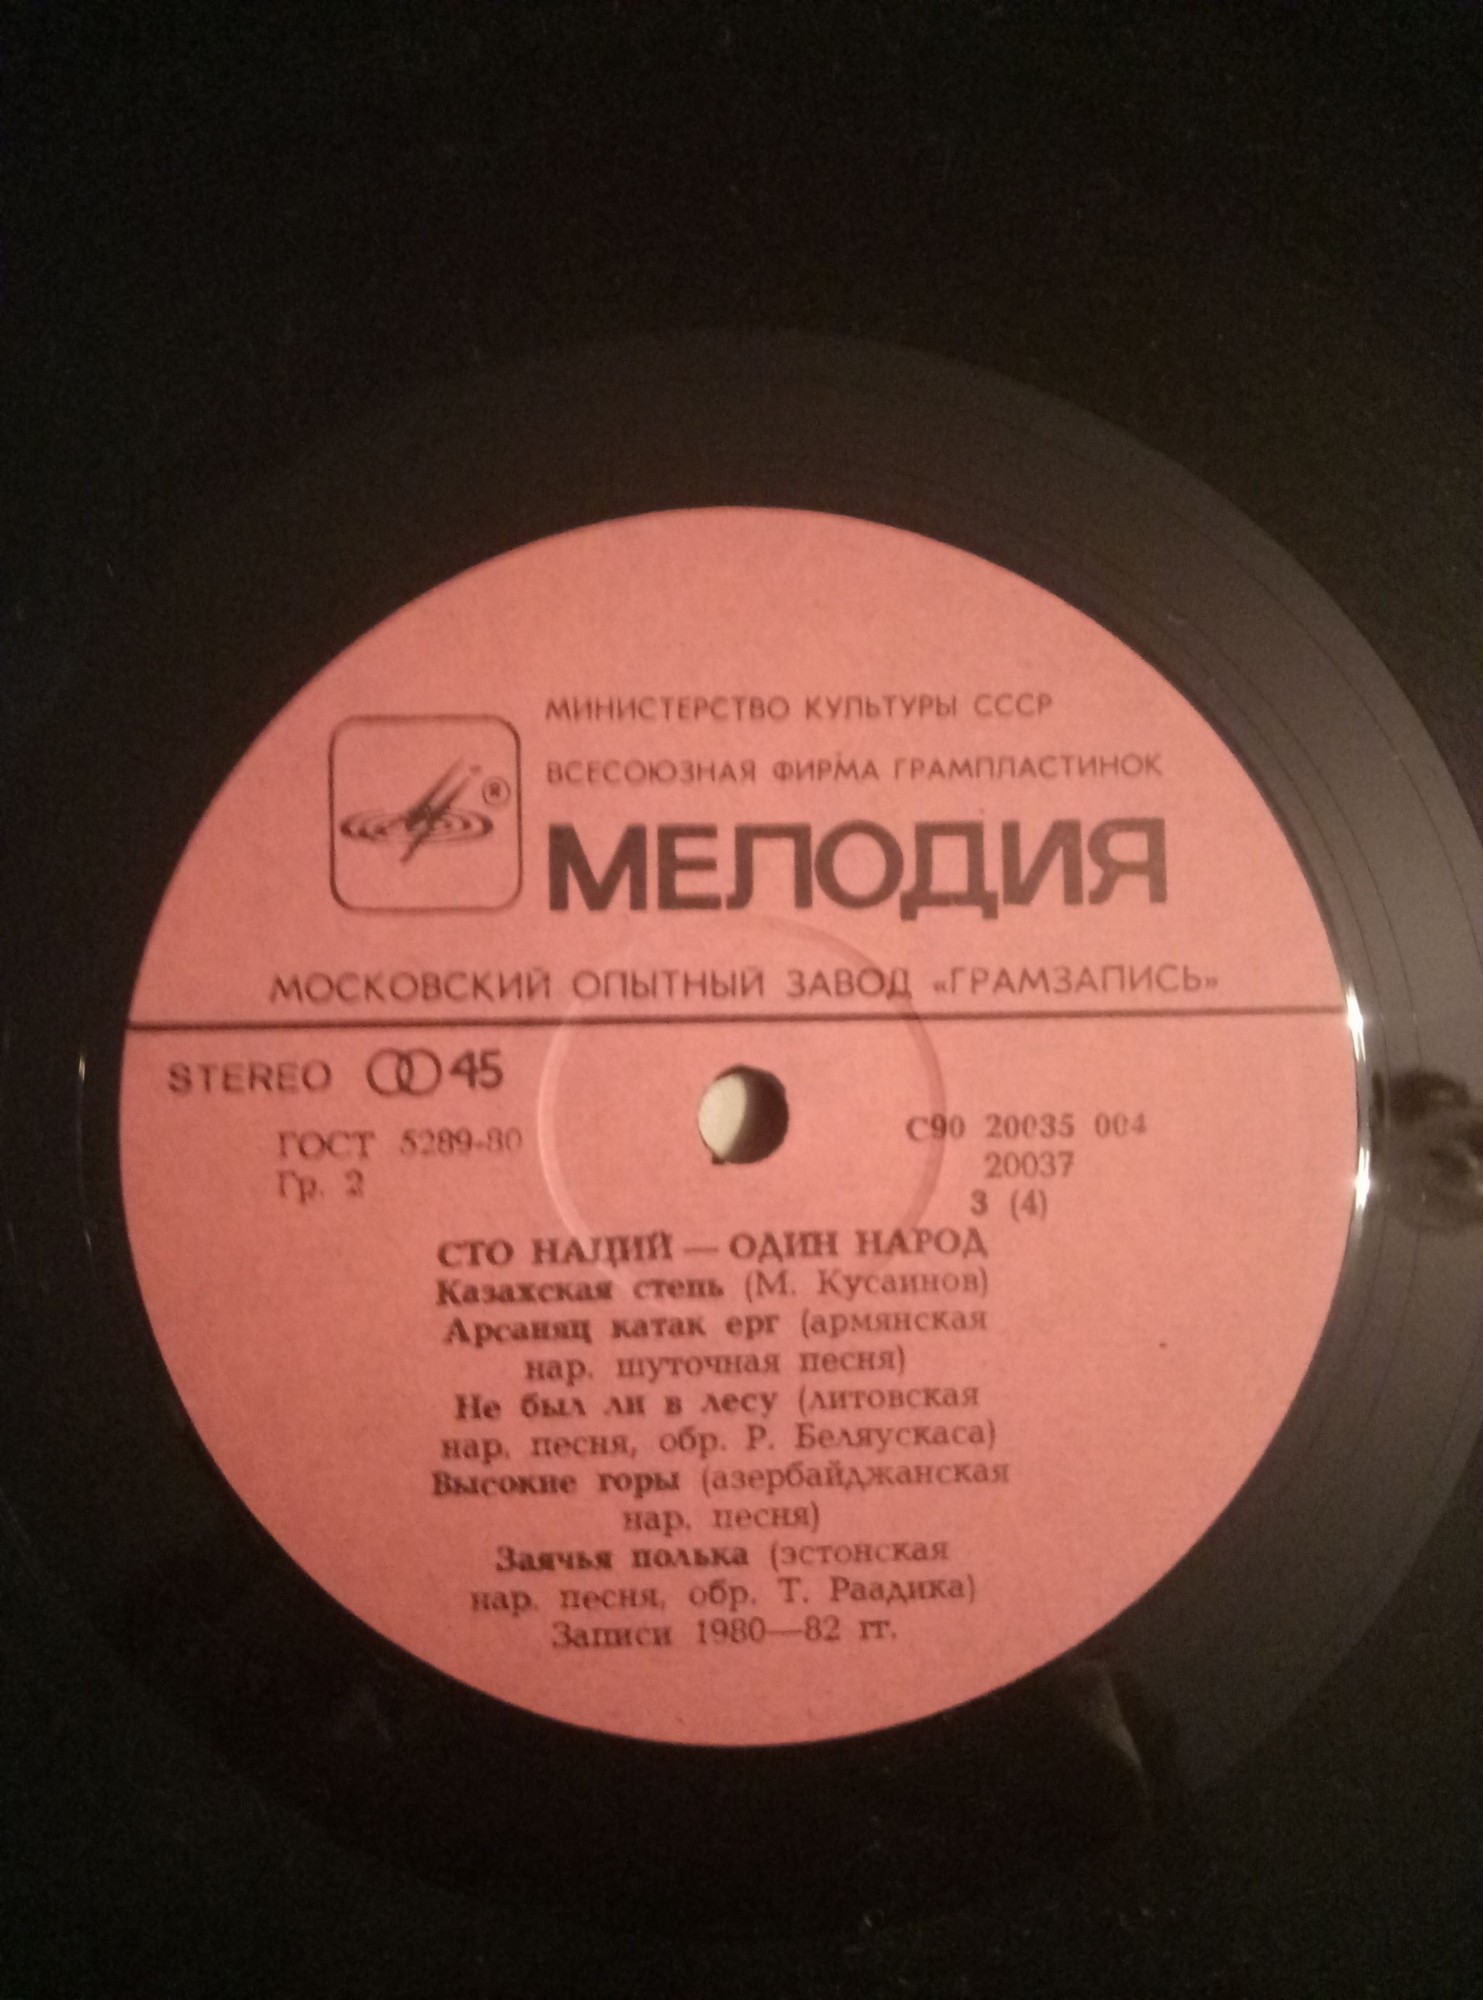 МИНИСТЕРСТВО КУЛЬТУРЫ СССР
ВСЕСОЮЗНАЯ ФИРМА ГРАМПЛАСТИНОК
®
МЕЛОДИЯ
МОСКОВСКИЙ ОПЫТНЫЙ ЗАВОД «ГРАМЗАПИСЬ»
STEREO 45
ГОСТ 5289-80
Гр. 2
С90 20035 004
20037
3 (4)
СТО НАЦИЙ — ОДИН НАРОД
Казахская степь (М. Кусаинов)
Арсаняц катак ерг (армянская
нар. шуточная песня)
Не был ли в лесу (литовская
нар. песня, обр. Р. Беляускаса)
Высокие горы (азербайджанская
нар. песня)
Заячья полька (эстонская
нар. песня, обр. Т. Раадика)
Записи 1980—82 гг.